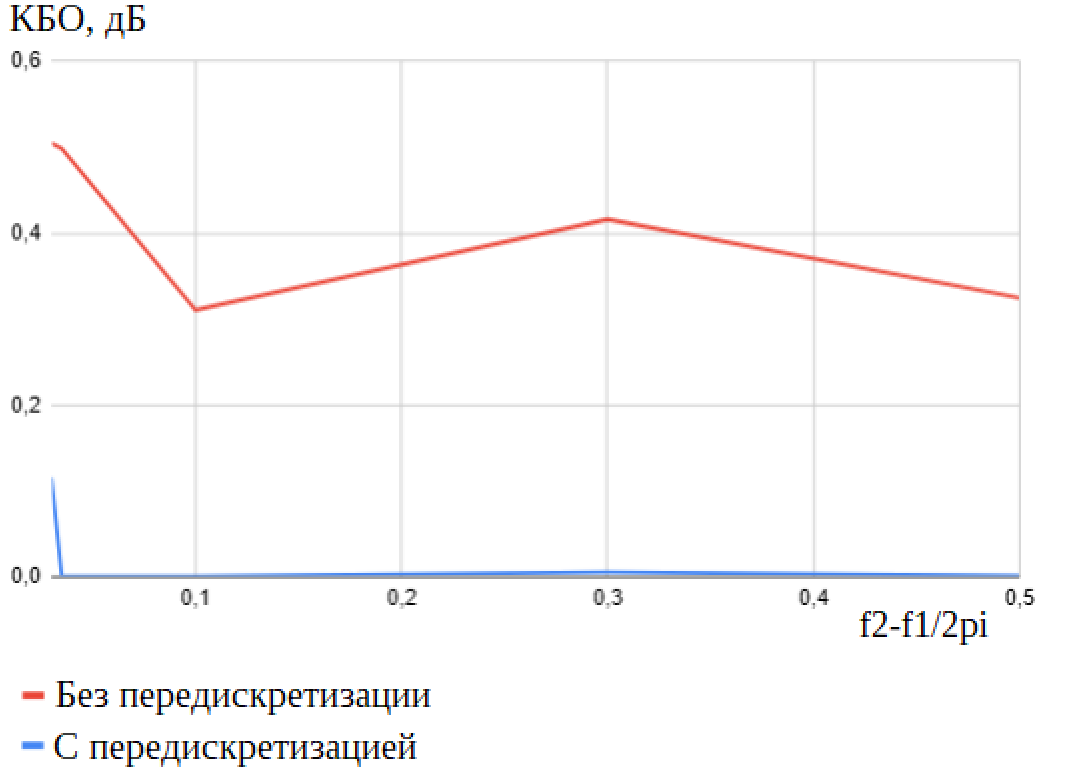 КБО, дБ
0,6
0,4
0,2
0,0
0,1 0,2 0,3 0,4 0,5
f2-f1/2pi
Без передискретизации
С передискретизацией